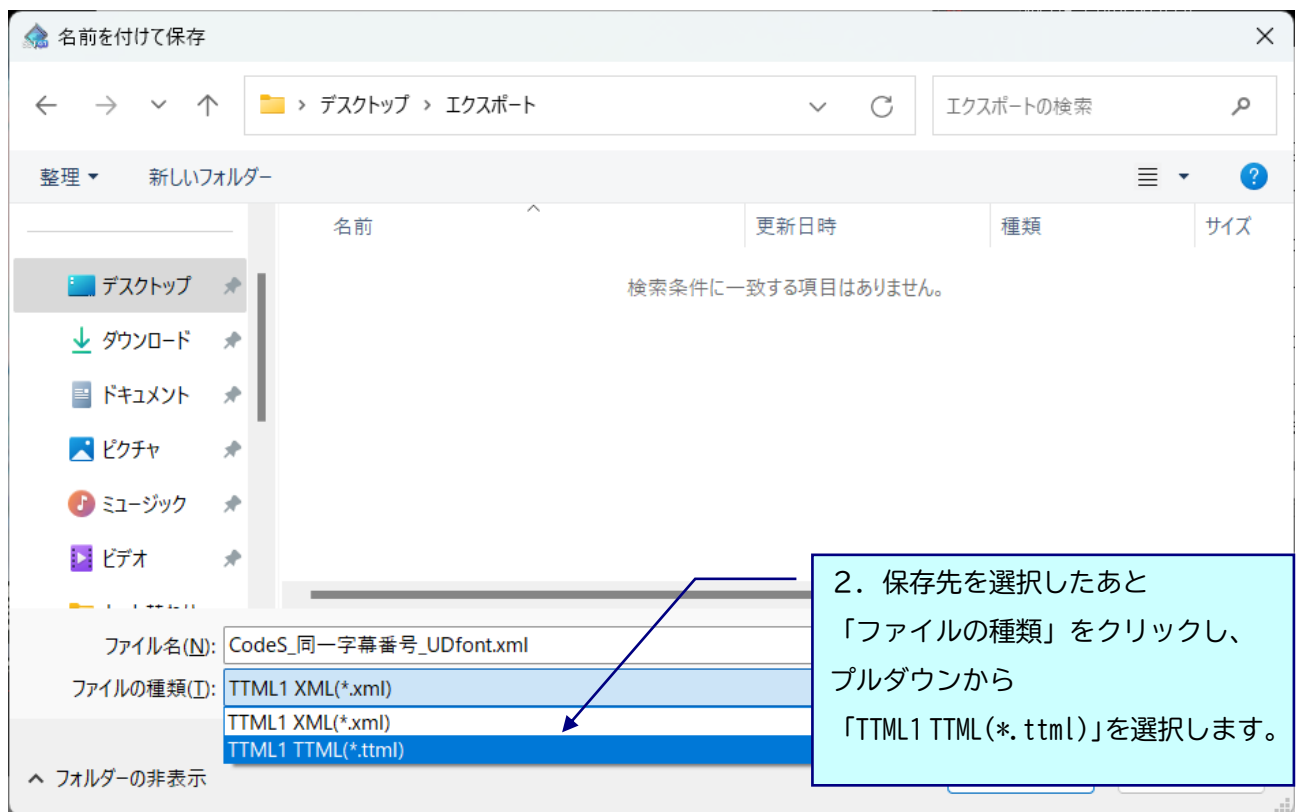 名前を付けて保存
デスクトップ › エクスポート
エクスポートの検索
整理
新しいフォルダー
名前
更新日時
種類
サイズ
検索条件に一致する項目はありません。
デスクトップ
ダウンロード
ドキュメント
ピクチャ
ミュージック
ビデオ
ファイル名(N): CodeS_同一字幕番号_UDfont.xml
ファイルの種類(T): TTML1 XML(*.xml)
TTML1 XML(*.xml)
TTML1 TTML(*.ttml)
フォルダーの非表示
2．保存先を選択したあと
「ファイルの種類」をクリックし、
プルダウンから
「TTML1 TTML(*.ttml)」を選択します。